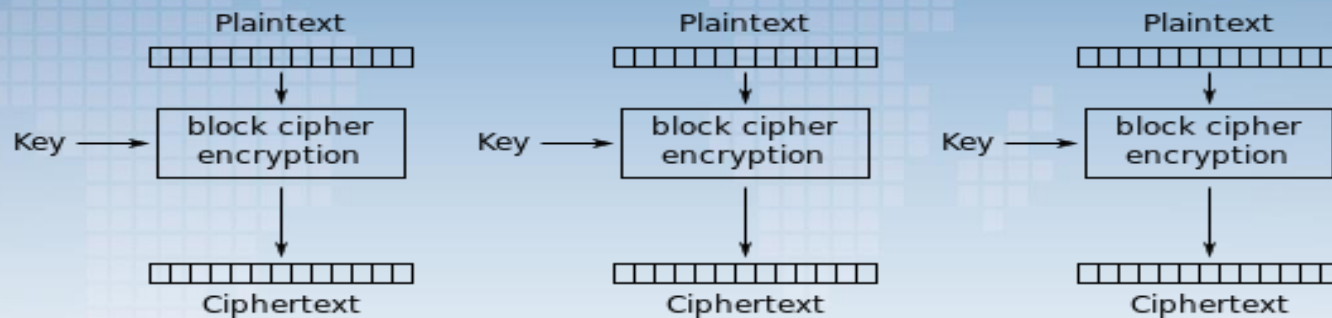 Plaintext Plaintext Plaintext
block cipher block cipher block cipher
Key Key Key
encryption encryption encryption
Ciphertext Ciphertext Ciphertext